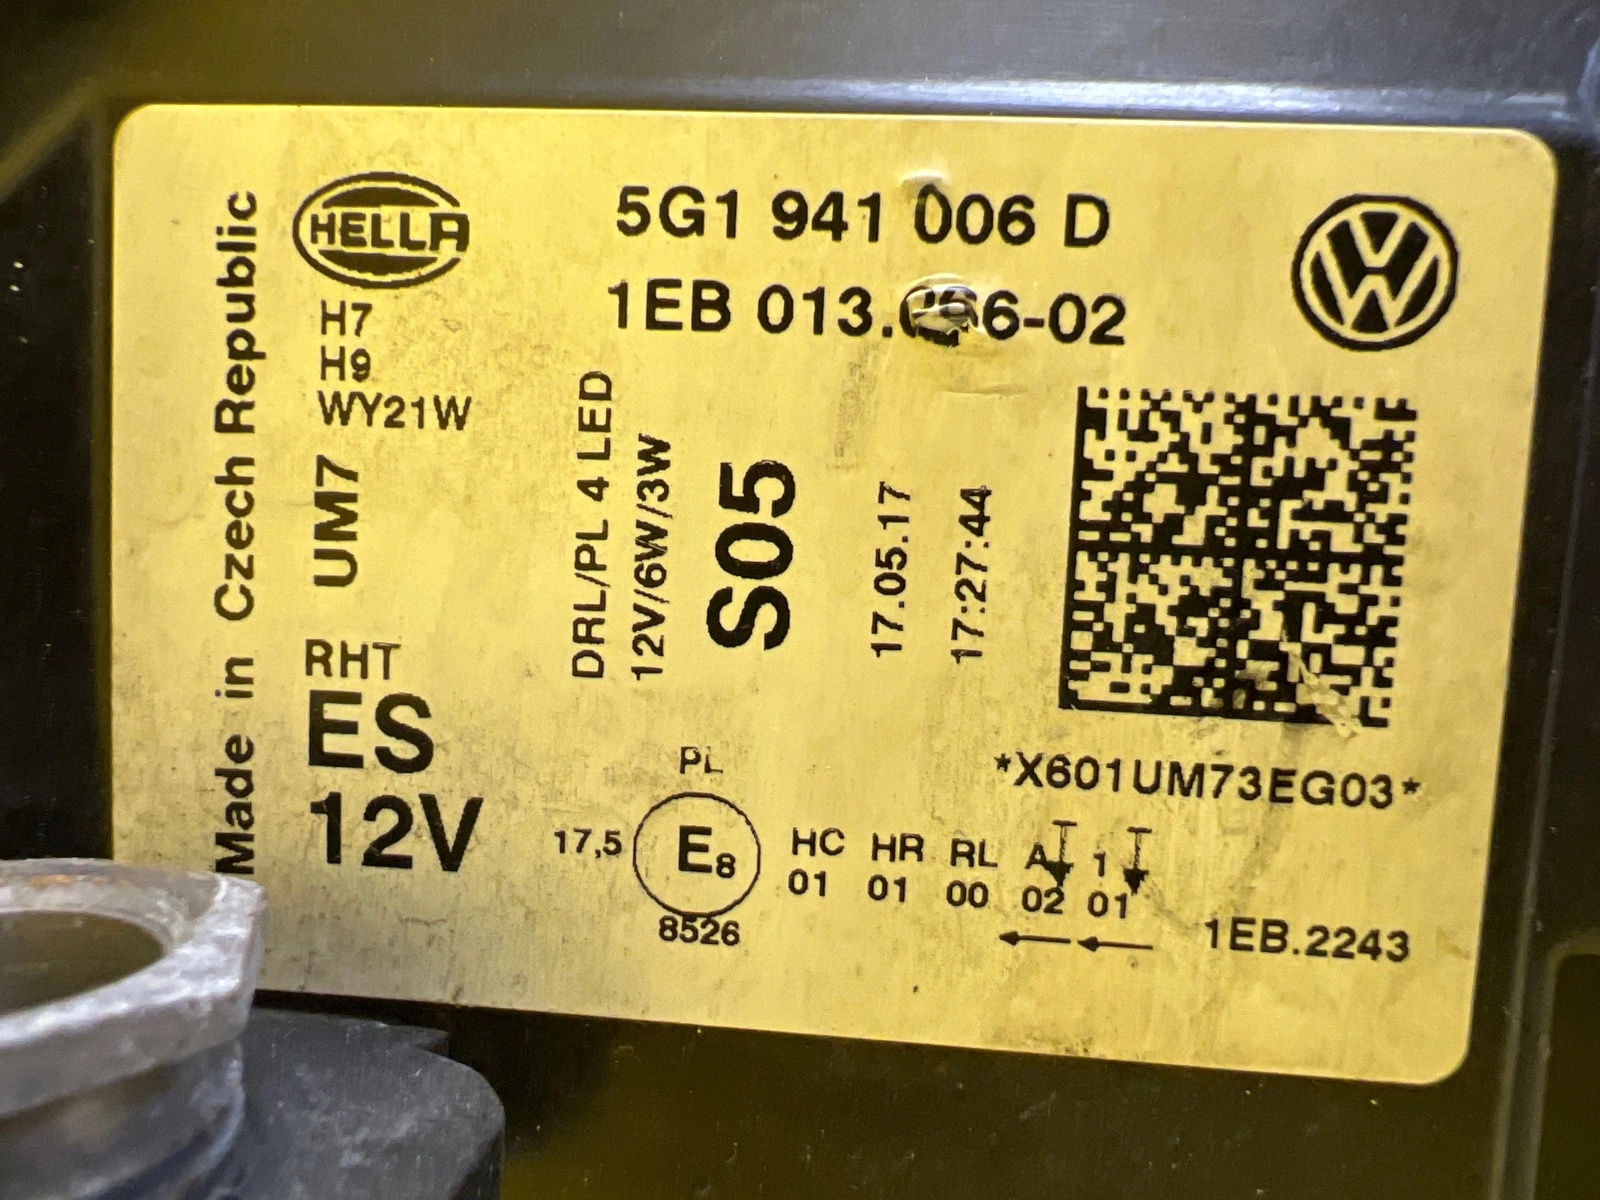 Made in Czech Republic
HELLA
5G1 941 006 D
1EB 013.
6-02
H7
H9
WY21W
UM7
DRL/PL 4 LED
12V/6W/3W
S05
17.05.17
17:27:44
RHT
ES
12V
*X601UM73EG03*
PL
17,5 E8 HC HR RL A 1
01 01 00 02 01
8526
1EB.2243